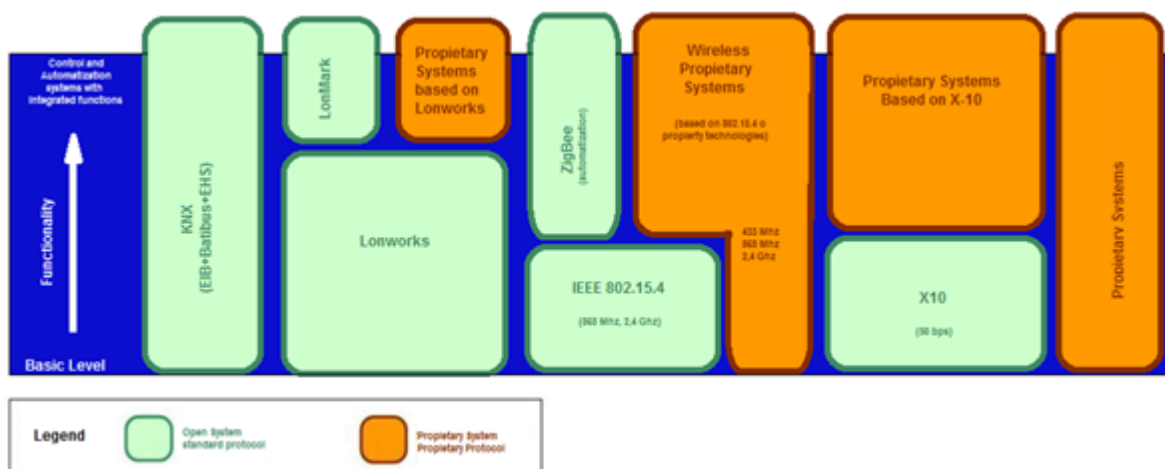 Control and
Automatization
systems with
integrated functions
Functionality
Basic Level
KNX
(EIB+Batibus+EHS)
LonMark
Propietary
Systems
based on
Lonworks
Lonworks
ZigBee
(automatization)
IEEE 802.15.4
(868 Mhz, 2,4 Ghz)
Wireless
Propietary
Systems
(based on 802.15.4 o
propierty technologies)
433 Mhz
868 Mhz
2,4 Ghz
Propietary Systems
Based on X-10
X10
(50 bps)
Propietary Systems
Legend
Open System
standard protocol
Propietary System
Propietary Protocol